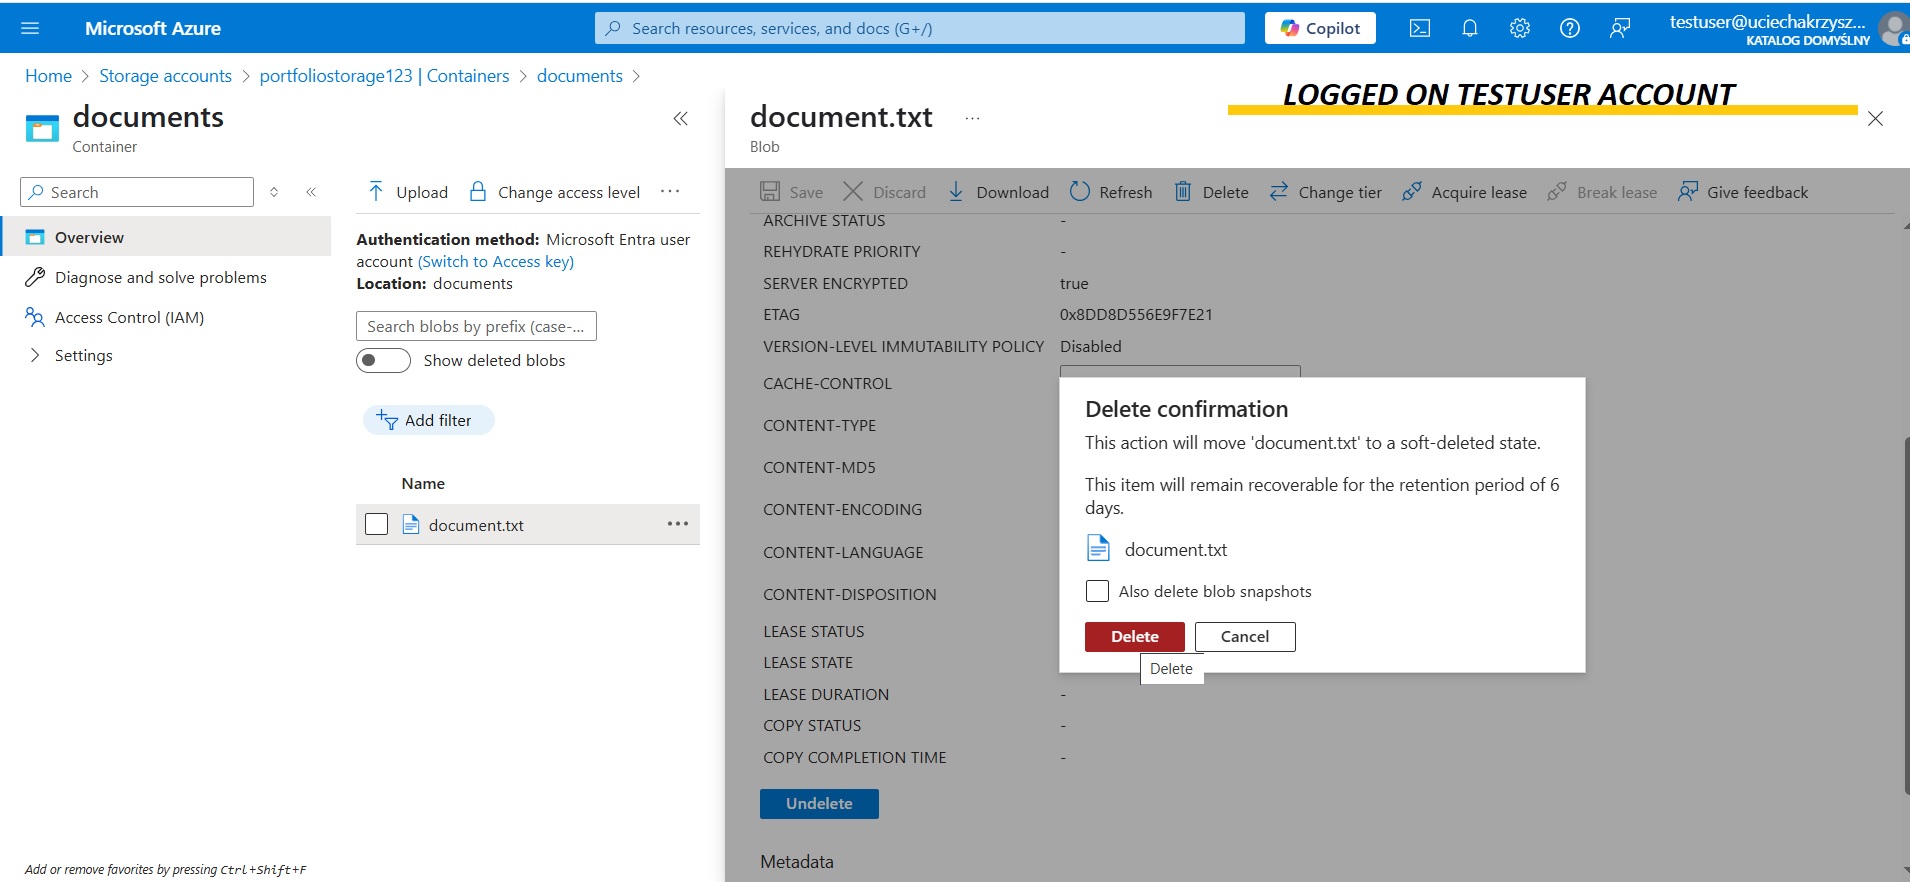 Microsoft Azure
Search resources, services, and docs (G+/)
Copilot
testuser@uciechakrzysz...
KATALOG DOMYŚLNY
Home > Storage accounts > portfoliostorage123 | Containers > documents >
LOGGED ON TESTUSER ACCOUNT
documents
Container
Search
Overview
Diagnose and solve problems
Access Control (IAM)
Settings
Add or remove favorites by pressing Ctrl+Shift+F
Upload
Change access level
Authentication method: Microsoft Entra user
account (Switch to Access key)
Location: documents
Search blobs by prefix (case-...
Show deleted blobs
Add filter
Name
document.txt
document.txt
Blob
Save
Discard
Download
Refresh
Delete
Change tier
Acquire lease
Break lease
Give feedback
ARCHIVE STATUS -
REHYDRATE PRIORITY -
SERVER ENCRYPTED true
ETAG 0x8DD8D556E9F7E21
VERSION-LEVEL IMMUTABILITY POLICY Disabled
CACHE-CONTROL
CONTENT-TYPE
CONTENT-MD5
CONTENT-ENCODING
CONTENT-LANGUAGE
CONTENT-DISPOSITION
LEASE STATUS
LEASE STATE
LEASE DURATION -
COPY STATUS -
COPY COMPLETION TIME -
Undelete
Metadata
Delete confirmation
This action will move 'document.txt' to a soft-deleted state.
This item will remain recoverable for the retention period of 6
days.
document.txt
Also delete blob snapshots
Delete
Cancel
Delete